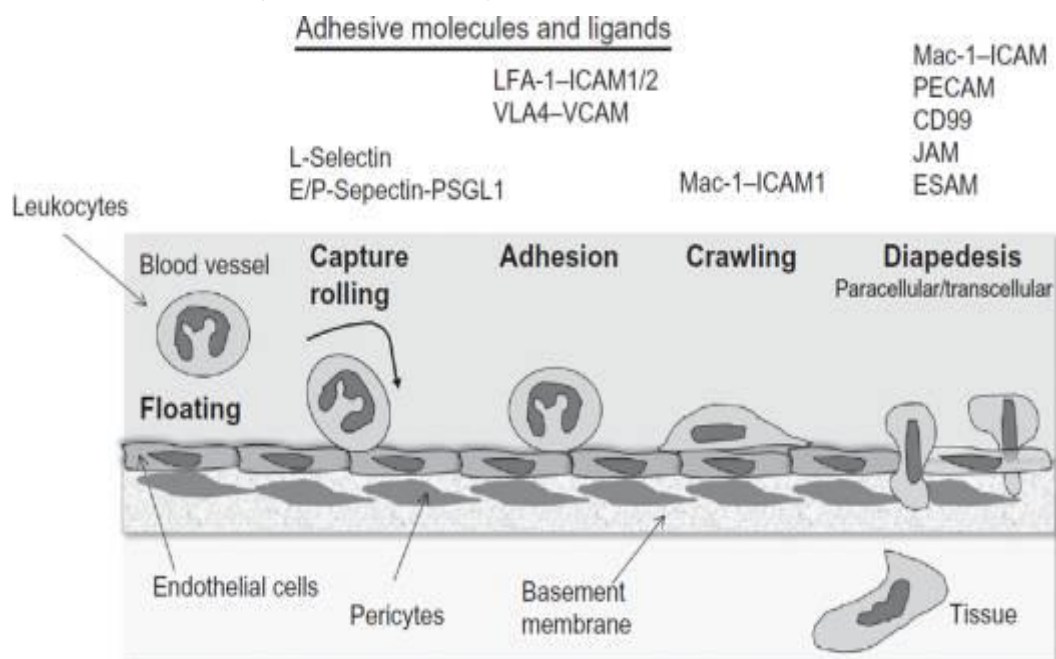 Adhesive molecules and ligands
LFA-1–ICAM1/2
VLA4–VCAM
L-Selectin
E/P-Sepectin-PSGL1
Mac-1–ICAM1
Mac-1–ICAM
PECAM
CD99
JAM
ESAM
Leukocytes
Blood vessel
Floating
Capture
rolling
Adhesion
Crawling
Diapedesis
Paracellular/transcellular
Endothelial cells
Pericytes
Basement
membrane
Tissue